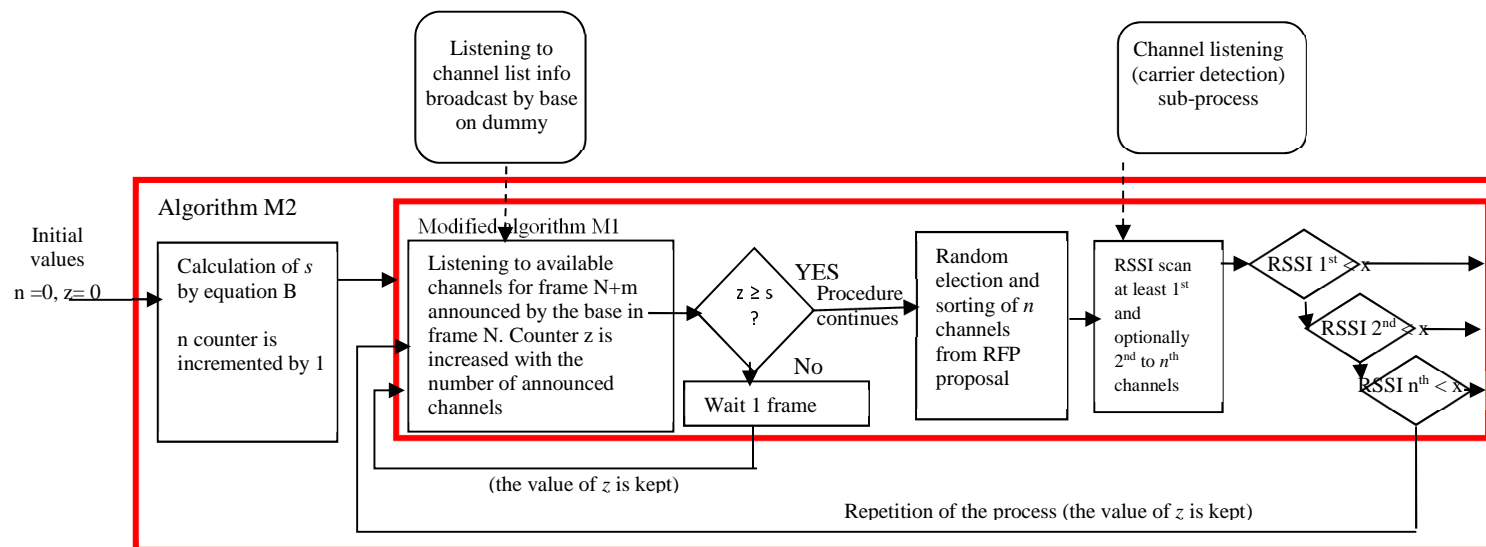 Listening to
channel list info
broadcast by base
on dummy
Channel listening
(carrier detection)
sub-process
Algorithm M2
Modified algorithm M1
Initial
values
n =0, z= 0
Calculation of s
by equation B
n counter is
incremented by 1
Listening to available
channels for frame N+m
announced by the base in
frame N. Counter z is
increased with the
number of announced
channels
z ≥ s
?
YES
Procedure
continues
No
Wait 1 frame
Random
election and
sorting of n
channels
from RFP
proposal
RSSI scan
at least 1st
and
optionally
2nd to nth
channels
RSSI 1st < x
RSSI 2nd < x
RSSI nth < x
(the value of z is kept)
Repetition of the process (the value of z is kept)